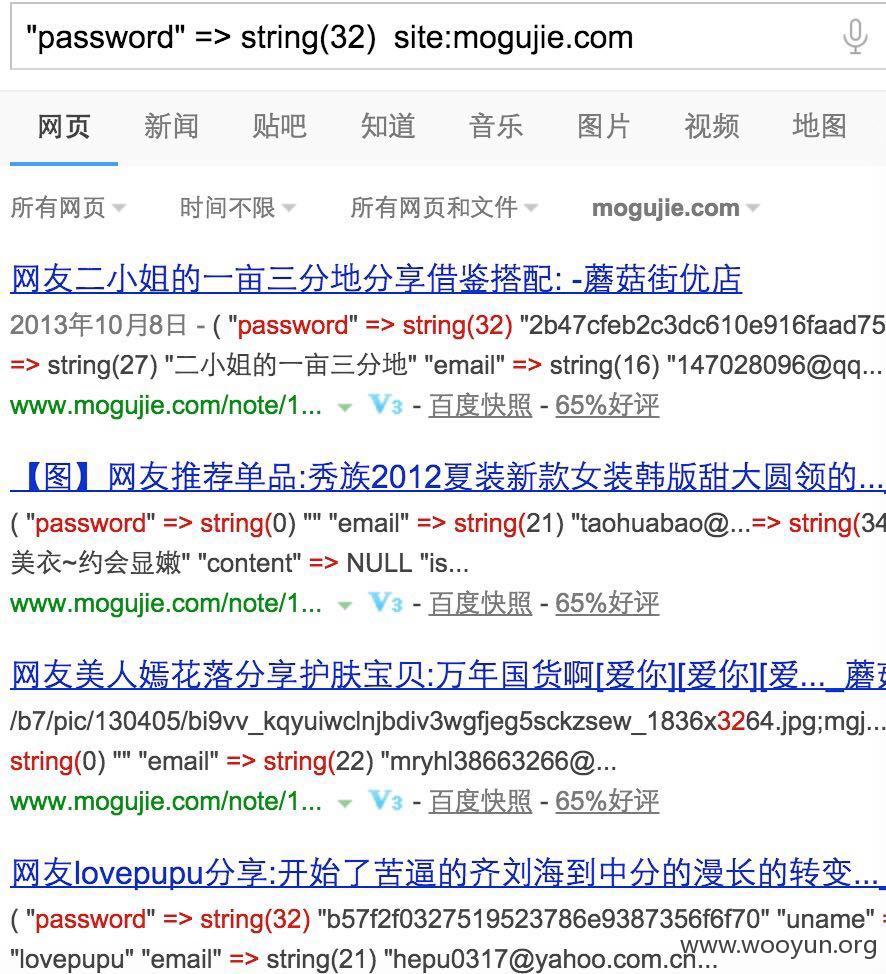 "password" => string(32)  site:mogujie.com
网页 新闻 贴吧 知道 音乐 图片 视频 地图
所有网页 时间不限 所有网页和文件 mogujie.com
网友二小姐的一亩三分地分享借鉴搭配: -蘑菇街优店
2013年10月8日 - ( "password" => string(32) "2b47cfeb2c3dc610e916faad75
=> string(27) "二小姐的一亩三分地" "email" => string(16) "147028096@qq...
www.mogujie.com/note/1... V3 - 百度快照 - 65%好评
【图】网友推荐单品:秀族2012夏装新款女装韩版甜大圆领的..._
( "password" => string(0) "" "email" => string(21) "taohuabao@...=> string(34
美衣~约会显嫩" "content" => NULL "is...
www.mogujie.com/note/1... V3 - 百度快照 - 65%好评
网友美人嫣花落分享护肤宝贝:万年国货啊[爱你][爱你][爱..._蘑菇
/b7/pic/130405/bi9vv_kqyuiwclnjbdiv3wgfjeg5sckzsew_1836x3264.jpg;mgj...
string(0) "" "email" => string(22) "mryhl38663266@...
www.mogujie.com/note/1... V3 - 百度快照 - 65%好评
网友lovepupu分享:开始了苦逼的齐刘海到中分的漫长的转变..._
( "password" => string(32) "b57f2f0327519523786e9387356f6f70" "uname" =
"lovepupu" "email" => string(21) "hepu0317@yahoo.com.cn...
www.wooyun.org